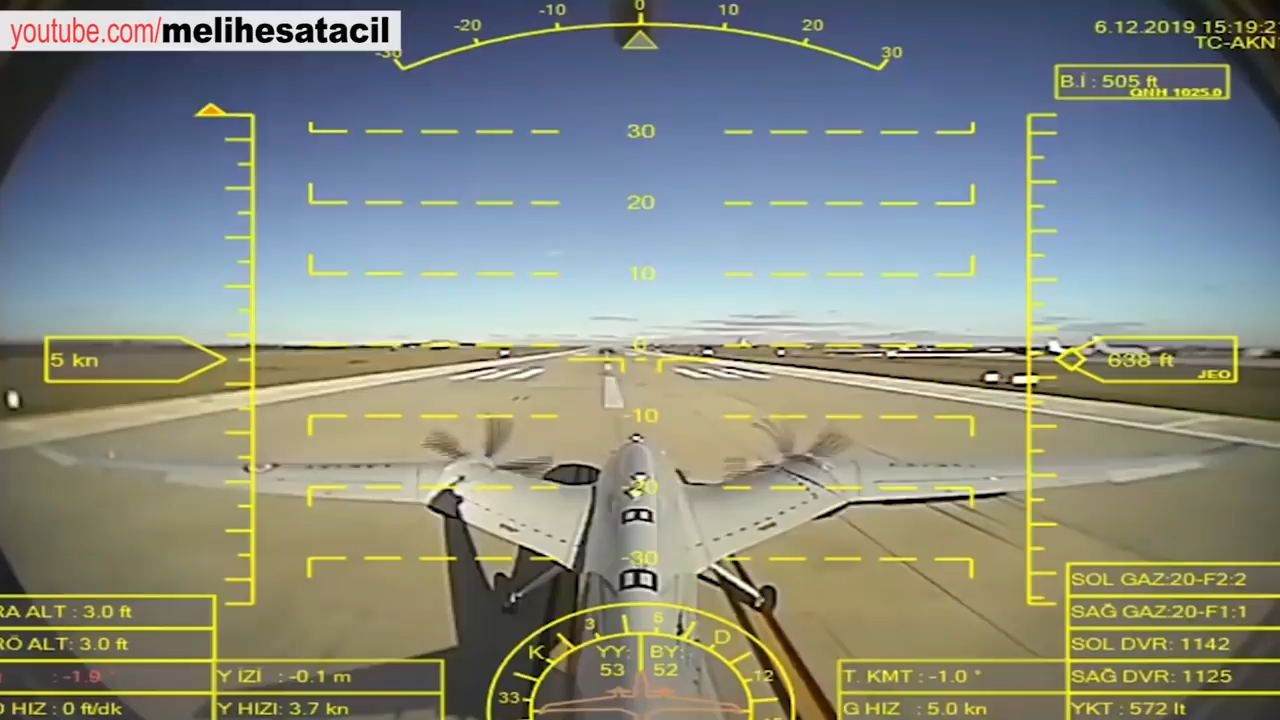 youtube.com/melihesatacil
-30 -20 -10 0 10 20 30
6.12.2019 15:19:2
TC-AKN
B.İ : 505 ft
QNH 1025.0
30
20
10
0
5 kn
638 ft
JEO
-10
-20
-30
RA ALT : 3.0 ft
RÖ ALT: 3.0 ft
: -1.9 °
HIZ : 0 ft/dk
Y İZİ : -0.1 m
Y HIZI: 3.7 kn
33 K 3 6 D 12
YY: 53
BY: 52
T. KMT : -1.0 °
G HIZ : 5.0 kn
SOL GAZ:20-F2:2
SAĞ GAZ:20-F1:1
SOL DVR: 1142
SAĞ DVR: 1125
YKT : 572 lt